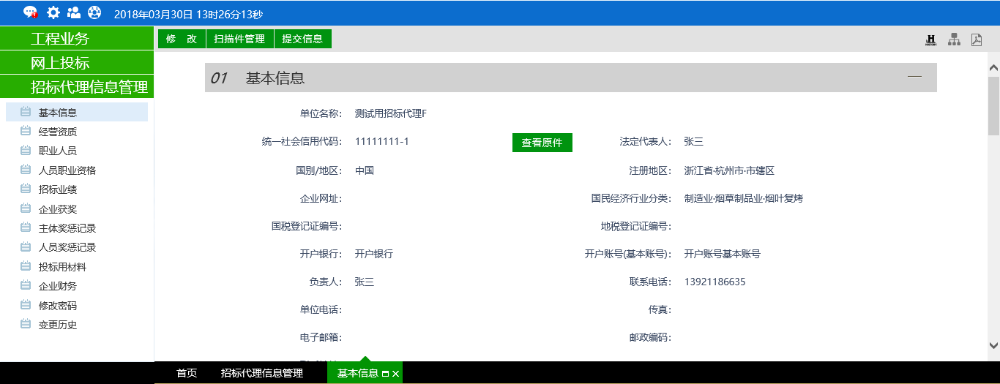 2018年03月30日 13时26分13秒
工程业务
网上投标
招标代理信息管理
基本信息
经营资质
职业人员
人员职业资格
招标业绩
企业获奖
主体奖惩记录
人员奖惩记录
投标用材料
企业财务
修改密码
变更历史
修 改 扫描件管理 提交信息
H
HISTORY
01 基本信息
单位名称： 测试用招标代理F
统一社会信用代码： 11111111-1 查看原件 法定代表人： 张三
国别/地区： 中国 注册地区： 浙江省·杭州市·市辖区
企业网址： 国民经济行业分类： 制造业·烟草制品业·烟叶复烤
国税登记证编号： 地税登记证编号：
开户银行： 开户银行 开户账号(基本账号)： 开户账号基本账号
负责人： 张三 联系电话： 13921186635
单位电话： 传真：
电子邮箱： 邮政编码：
首页 招标代理信息管理 基本信息